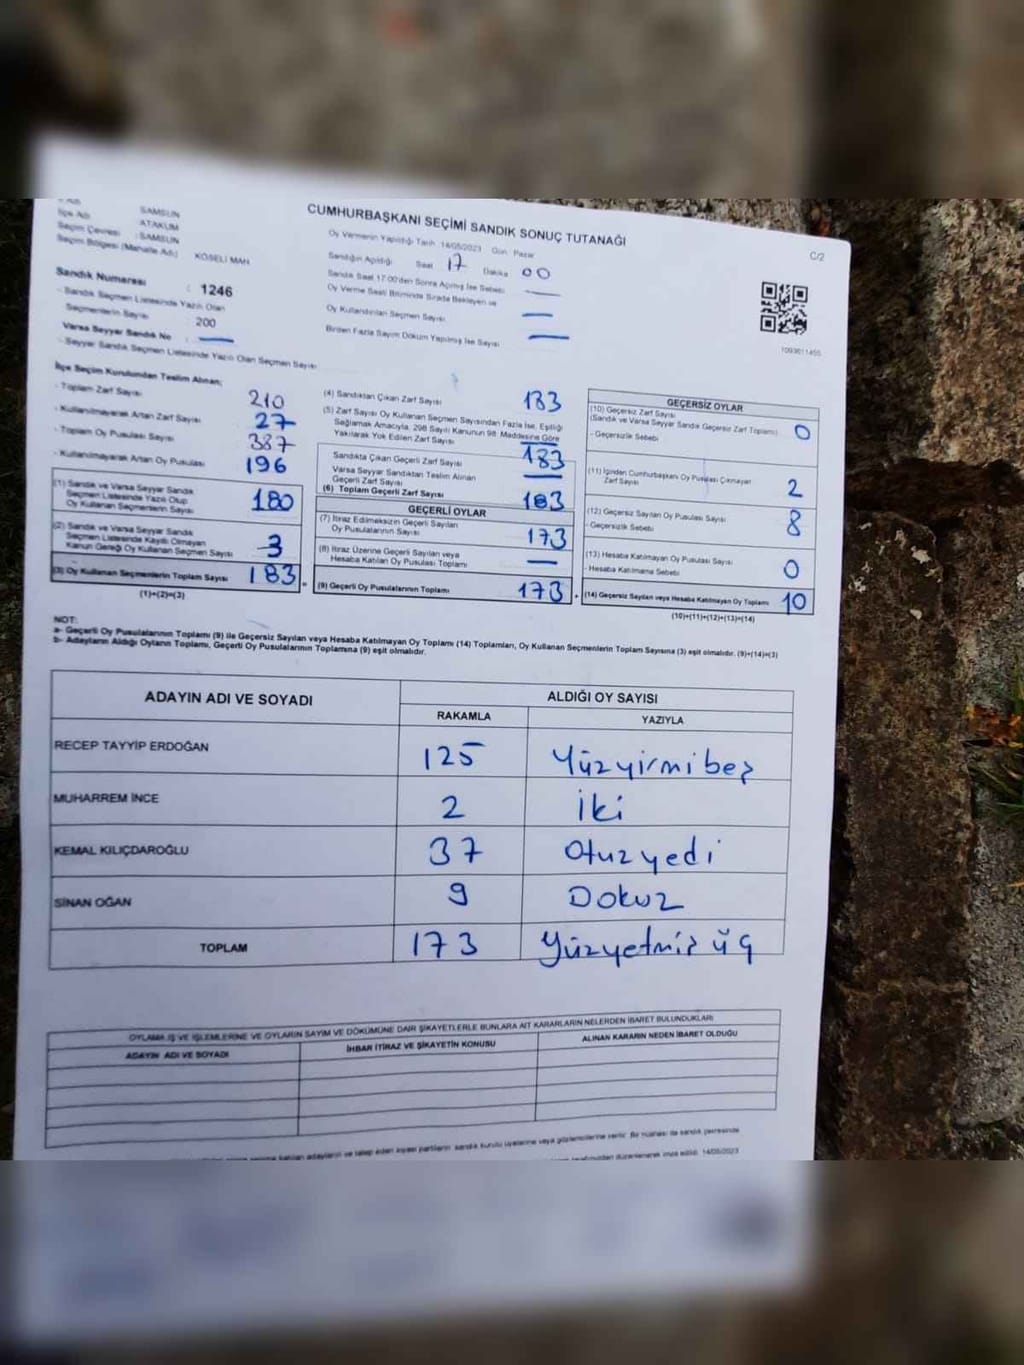 SAMSUN
İlçe Adı : ATAKUM
Seçim Çevresi : SAMSUN
Seçim Bölgesi (Mahalle Adı) KÖSELİ MAH.
Sandık Numarası : 1246
- Sandık Seçmen Listesinde Yazılı Olan
Seçmenlerin Sayısı : 200
Varsa Seyyar Sandık No : —
- Seyyar Sandık Seçmen Listesinde Yazılı Olan Seçmen Sayısı
CUMHURBAŞKANI SEÇİMİ SANDIK SONUÇ TUTANAĞI
C/2
Oy Vermenin Yapıldığı Tarih 14/05/2023 Gün Pazar
Sandığın Açıldığı Saat 17 Dakika 00
Sandık Saat 17:00'den Sonra Açılmış İse Sebebi —
Oy Verme Saati Bitiminde Sırada Bekleyen ve
Oy Kullandırılan Seçmen Sayısı —
Birden Fazla Sayım Döküm Yapılmış İse Sayısı —
1093611455
İlçe Seçim Kurulundan Teslim Alınan;
- Toplam Zarf Sayısı 210
- Kullanılmayarak Artan Zarf Sayısı 27
- Toplam Oy Pusulası Sayısı 387
- Kullanılmayarak Artan Oy Pusulası 196
(1) Sandık ve Varsa Seyyar Sandık
Seçmen Listesinde Yazılı Olup
Oy Kullanan Seçmenlerin Sayısı 180
(2) Sandık ve Varsa Seyyar Sandık
Seçmen Listesinde Kayıtlı Olmayan
Kanun Gereği Oy Kullanan Seçmen Sayısı 3
(3) Oy Kullanan Seçmenlerin Toplam Sayısı 183
(1)+(2)=(3)
(4) Sandıktan Çıkan Zarf Sayısı 183
(5) Zarf Sayısı Oy Kullanan Seçmen Sayısından Fazla İse, Eşitliği
Sağlamak Amacıyla, 298 Sayılı Kanunun 98. Maddesine Göre
Yakılarak Yok Edilen Zarf Sayısı —
Sandıkta Çıkan Geçerli Zarf Sayısı 183
Varsa Seyyar Sandıktan Teslim Alınan
Geçerli Zarf Sayısı —
(6) Toplam Geçerli Zarf Sayısı 183
GEÇERLİ OYLAR
(7) İtiraz Edilmeksizin Geçerli Sayılan
Oy Pusulalarının Sayısı 173
(8) İtiraz Üzerine Geçerli Sayılan veya
Hesaba Katılan Oy Pusulası Toplamı —
(9) Geçerli Oy Pusulalarının Toplamı 173
GEÇERSİZ OYLAR
(10) Geçersiz Zarf Sayısı
(Sandık ve Varsa Seyyar Sandık Geçersiz Zarf Toplamı) 0
- Geçersizlik Sebebi
(11) İçinden Cumhurbaşkanı Oy Pusulası Çıkmayan
Zarf Sayısı 2
(12) Geçersiz Sayılan Oy Pusulası Sayısı 8
- Geçersizlik Sebebi
(13) Hesaba Katılmayan Oy Pusulası Sayısı 0
- Hesaba Katılmama Sebebi
(14) Geçersiz Sayılan veya Hesaba Katılmayan Oy Toplamı 10
(10)+(11)+(12)+(13)=(14)
NOT:
a- Geçerli Oy Pusulalarının Toplamı (9) ile Geçersiz Sayılan veya Hesaba Katılmayan Oy Toplamı (14) Toplamları, Oy Kullanan Seçmenlerin Toplam Sayısına (3) eşit olmalıdır. (9)+(14)=(3)
b- Adayların Aldığı Oyların Toplamı, Geçerli Oy Pusulalarının Toplamına (9) eşit olmalıdır.
ADAYIN ADI VE SOYADI ALDIĞI OY SAYISI
RAKAMLA YAZIYLA
RECEP TAYYİP ERDOĞAN 125 Yüzyirmibeş
MUHARREM İNCE 2 İki
KEMAL KILIÇDAROĞLU 37 Otuzyedi
SİNAN OĞAN 9 Dokuz
TOPLAM 173 Yüzyetmiş üç
OYLAMA İŞ VE İŞLEMLERİNE VE OYLARIN SAYIM VE DÖKÜMÜNE DAİR ŞİKAYETLERLE BUNLARA AİT KARARLARIN NELERDEN İBARET BULUNDUKLARI
ADAYIN ADI VE SOYADI İHBAR İTİRAZ VE ŞİKAYETİN KONUSU ALINAN KARARIN NEDEN İBARET OLDUĞU
sandık kurulu üyelerine veya gözlemcilerine verilir. Bir nüshası da sandık çevresinde
düzenlenerek imza edildi. 14/05/2023